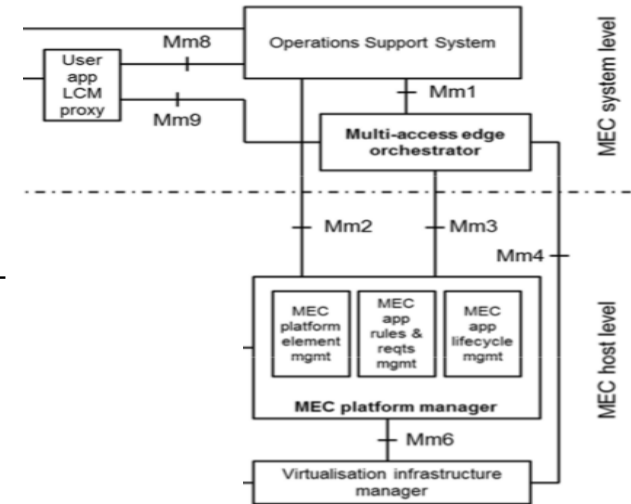 Operations Support System
Mm8
User
app
LCM
proxy
Mm9
Mm1
Multi-access edge
orchestrator
MEC system level
Mm2
Mm3
Mm4
MEC
platform
element
mgmt
MEC
app
rules &
reqts
mgmt
MEC
app
lifecycle
mgmt
MEC platform manager
MEC host level
Mm6
Virtualisation infrastructure
manager